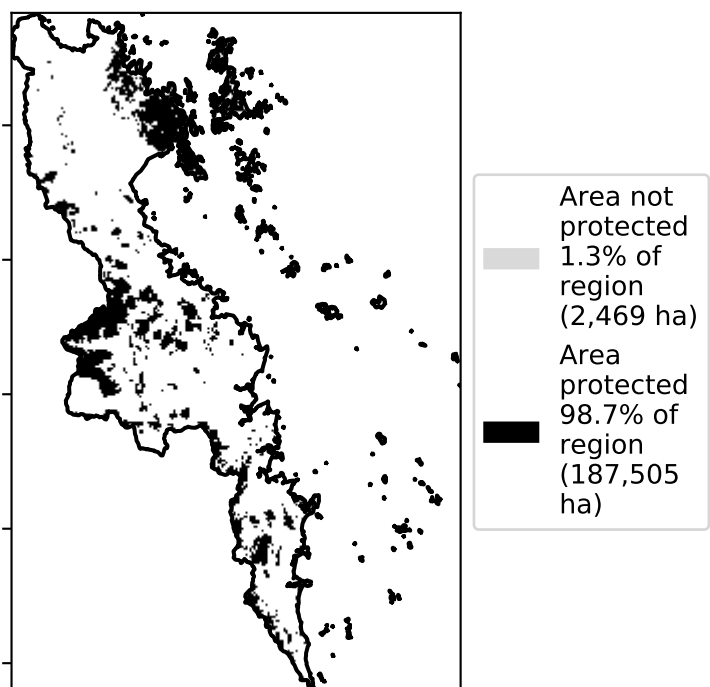 Area not
protected
1.3% of
region
(2,469 ha)
Area
protected
98.7% of
region
(187,505
ha)